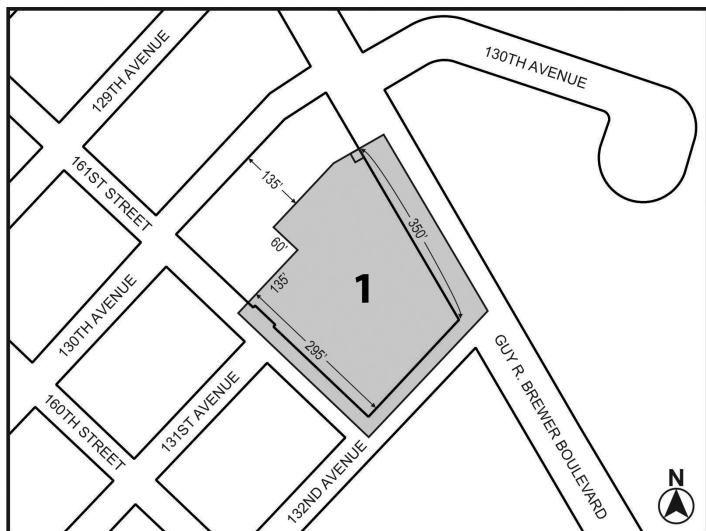 129TH AVENUE
130TH AVENUE
161ST STREET
135'
60'
350'
135'
1
295'
130TH AVENUE
131ST AVENUE
160TH STREET
132ND AVENUE
GUY R. BREWER BOULEVARD
N